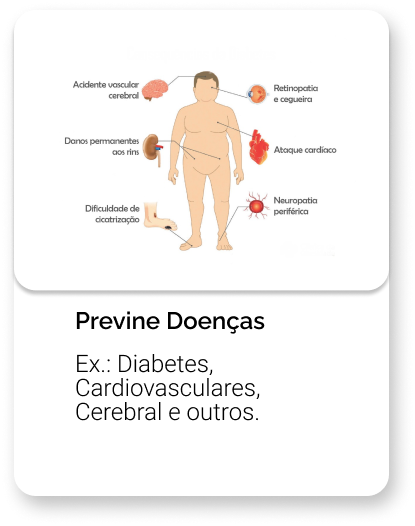 Acidente vascular
cerebral
Retinopatia
e cegueira
Danos permanentes
aos rins
Ataque cardíaco
Dificuldade de
cicatrização
Neuropatia
periférica
Previne Doenças
Ex.: Diabetes,
Cardiovasculares,
Cerebral e outros.